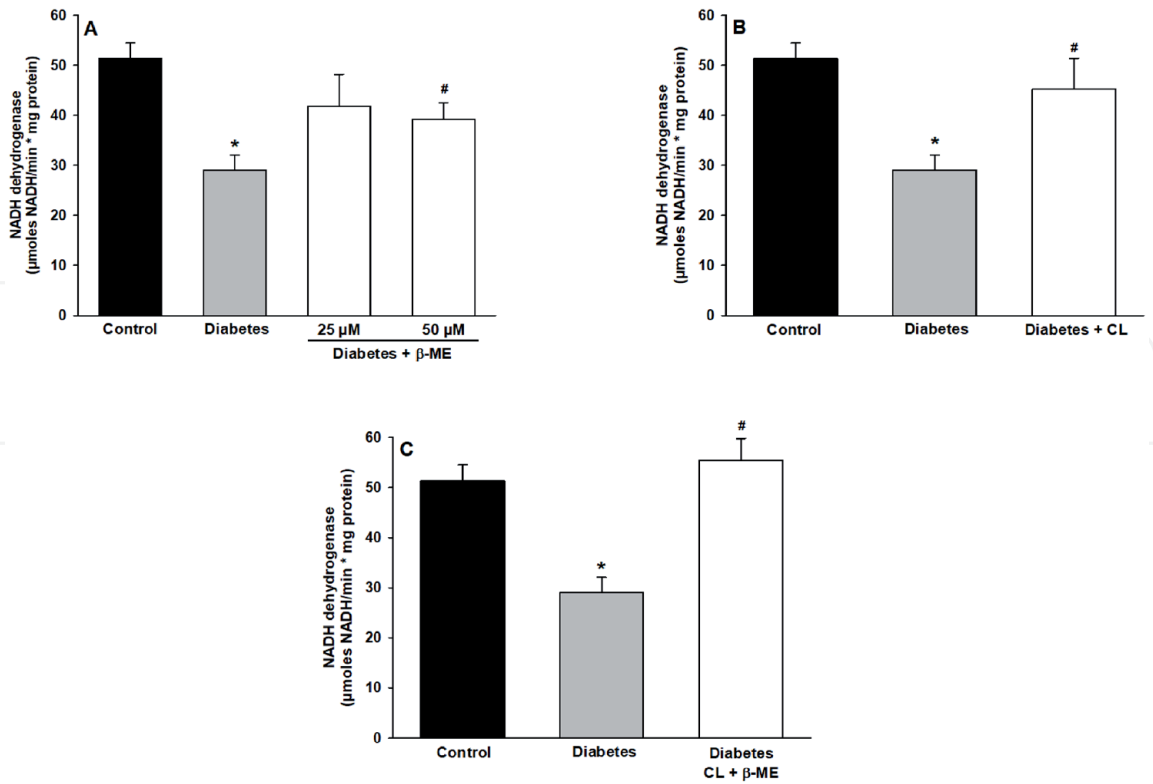 A
NADH dehydrogenase
(µmoles NADH/min * mg protein)
60
50
40
30
20
10
0
*
#
Control
Diabetes
25 µM
50 µM
Diabetes + β-ME
B
NADH dehydrogenase
(µmoles NADH/min * mg protein)
60
50
40
30
20
10
0
*
#
Control
Diabetes
Diabetes + CL
C
NADH dehydrogenase
(µmoles NADH/min * mg protein)
60
50
40
30
20
10
0
*
#
Control
Diabetes
Diabetes
CL + β-ME